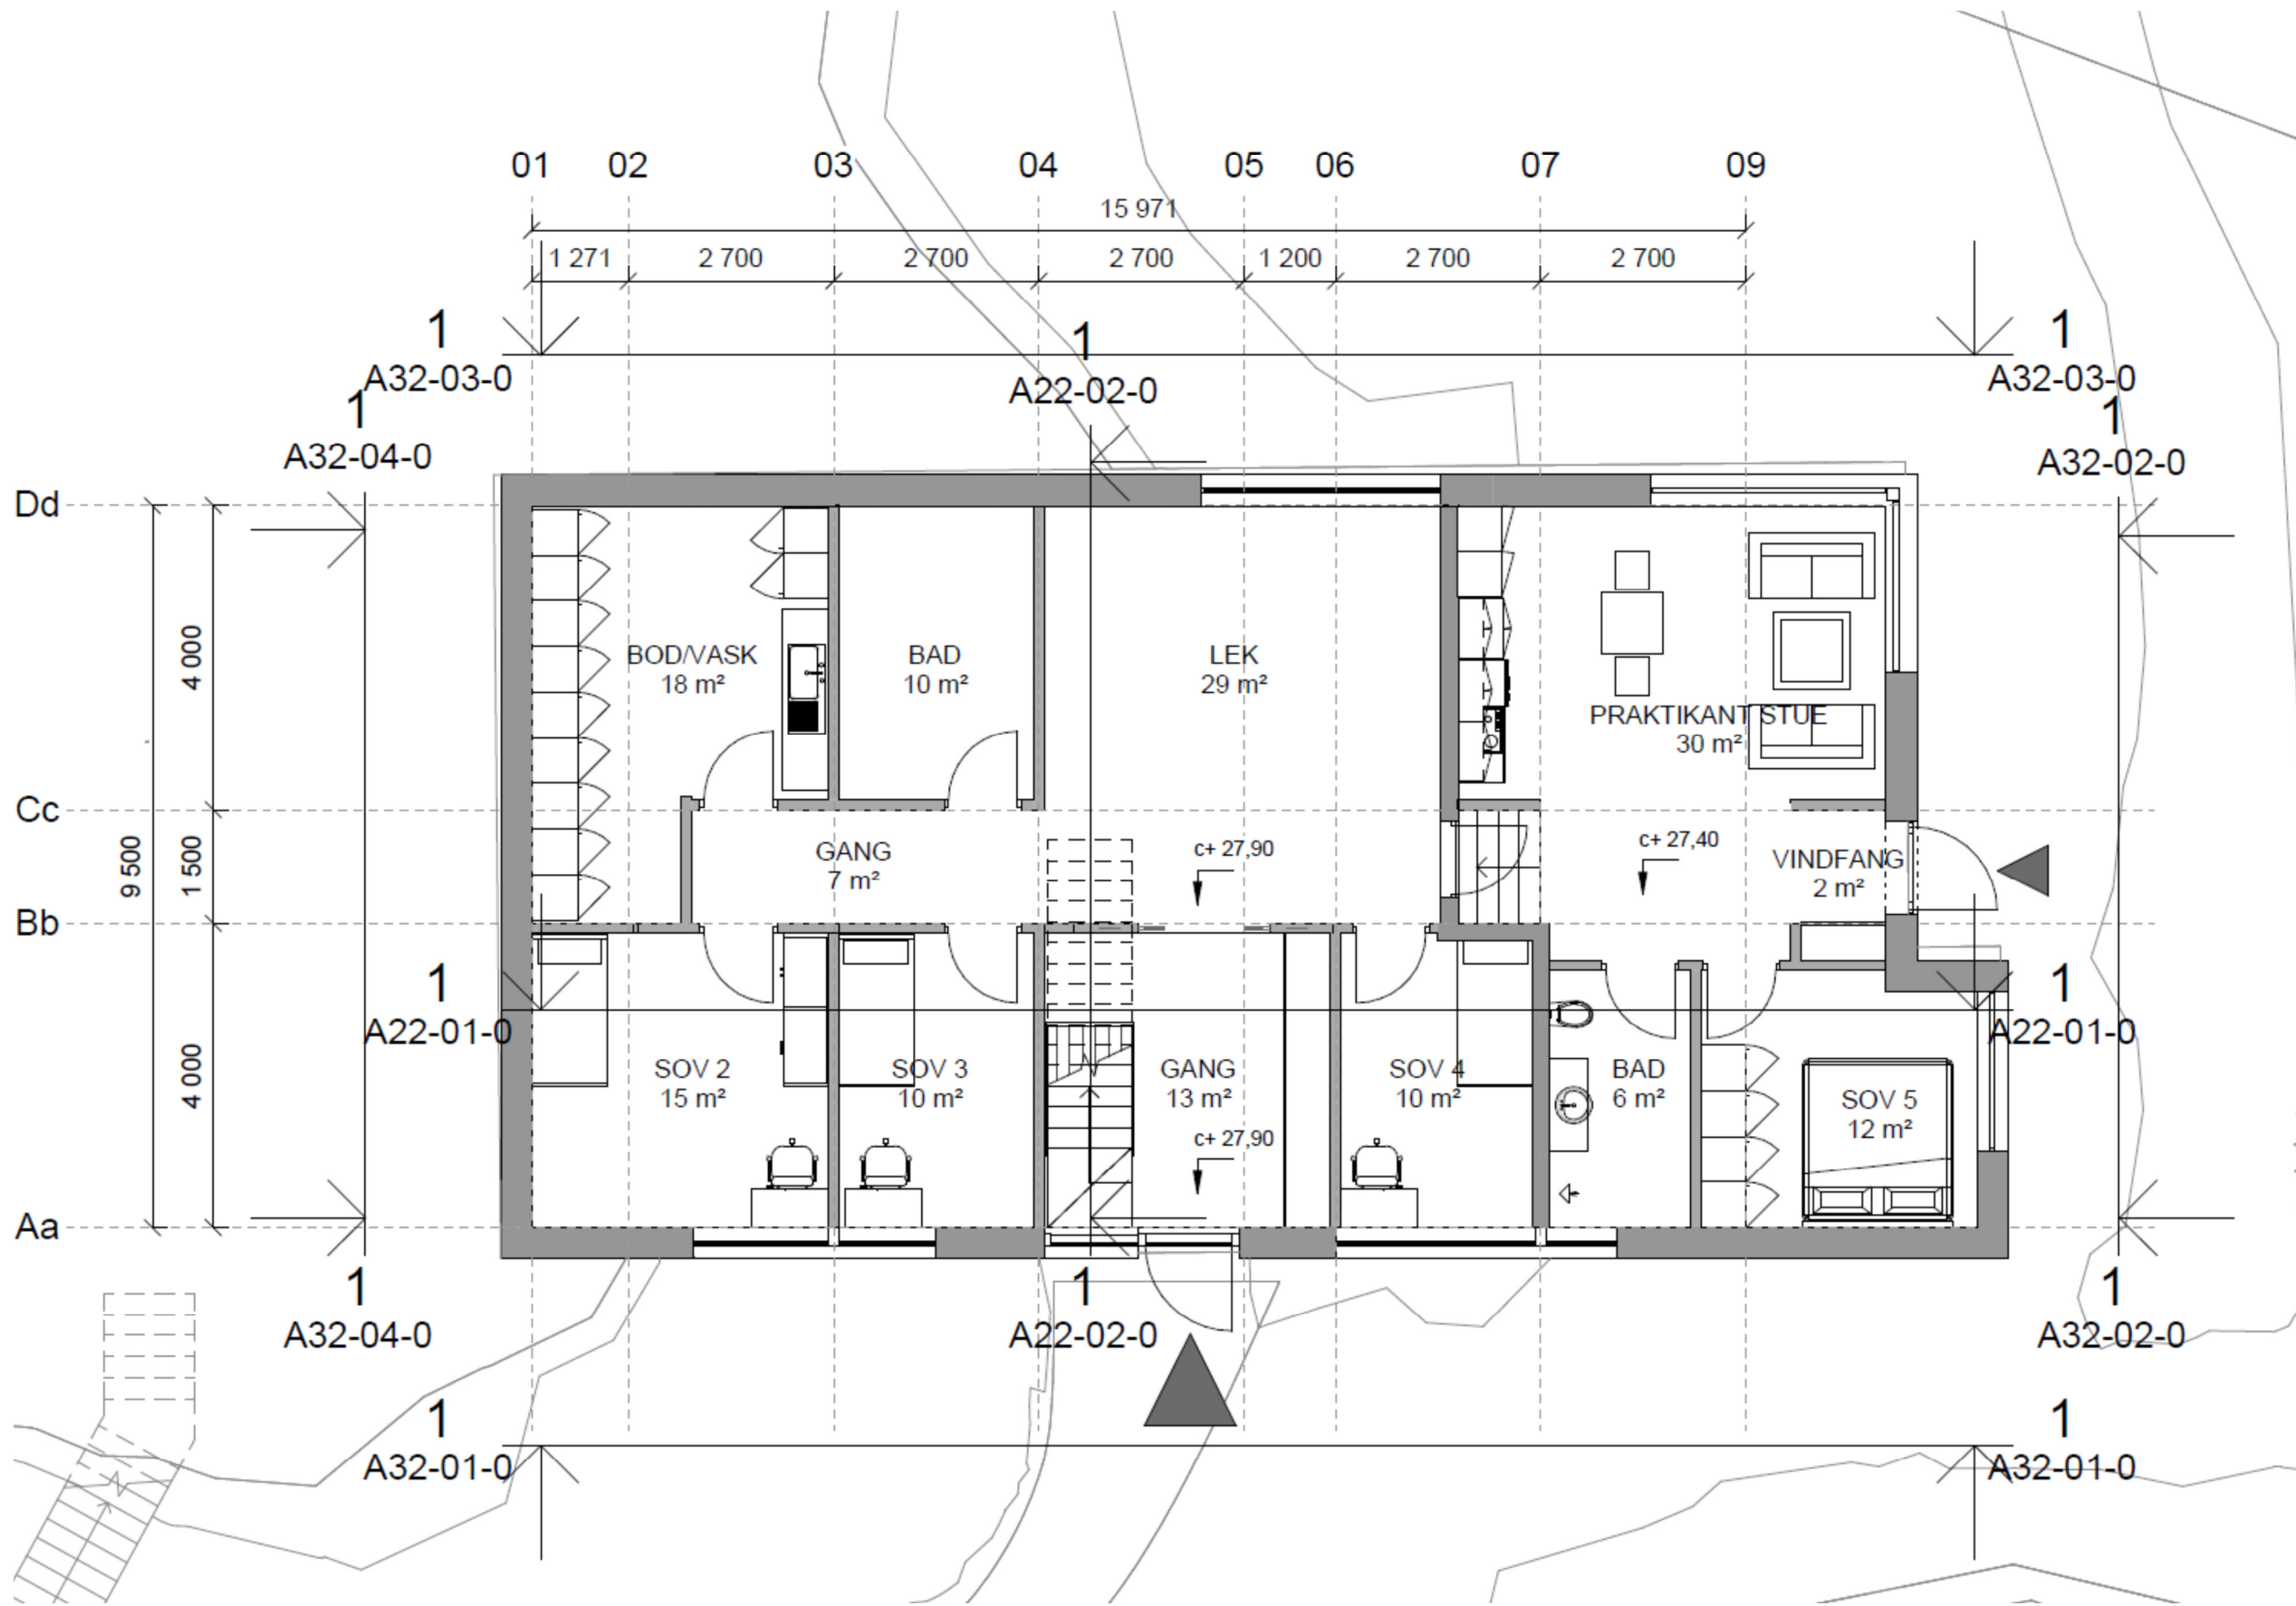 01 02 03 04 05 06 07 09
15 971
1 271 2 700 2 700 2 700 1 200 2 700 2 700
1
A32-03-0
1
A22-02-0
1
A32-03-0
1
A32-04-0
1
A32-02-0
Dd
Cc
Bb
Aa
9 500
4 000
1 500
4 000
BOD/VASK
18 m²
BAD
10 m²
LEK
29 m²
PRAKTIKANT STUE
30 m²
GANG
7 m²
c+ 27,90
c+ 27,40
VINDFANG
2 m²
1
A22-01-0
1
A22-01-0
SOV 2
15 m²
SOV 3
10 m²
GANG
13 m²
c+ 27,90
SOV 4
10 m²
BAD
6 m²
SOV 5
12 m²
1
A32-04-0
1
A22-02-0
1
A32-02-0
1
A32-01-0
1
A32-01-0